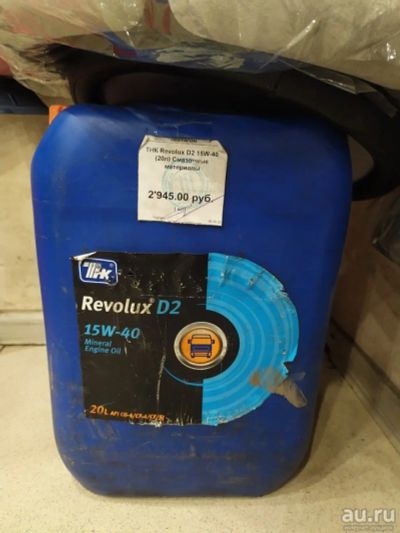 ТНК Revolux D2 15W-40
(20л) Смазочные
материалы
2'945.00 руб.
ТНК
Revolux D2
15W-40
Mineral
Engine Oil
20L API
au.ru